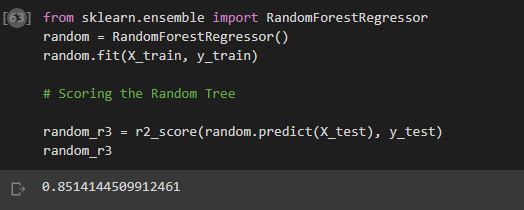 [63] from sklearn.ensemble import RandomForestRegressor
random = RandomForestRegressor()
random.fit(X_train, y_train)
# Scoring the Random Tree
random_r3 = r2_score(random.predict(X_test), y_test)
random_r3
0.8514144509912461